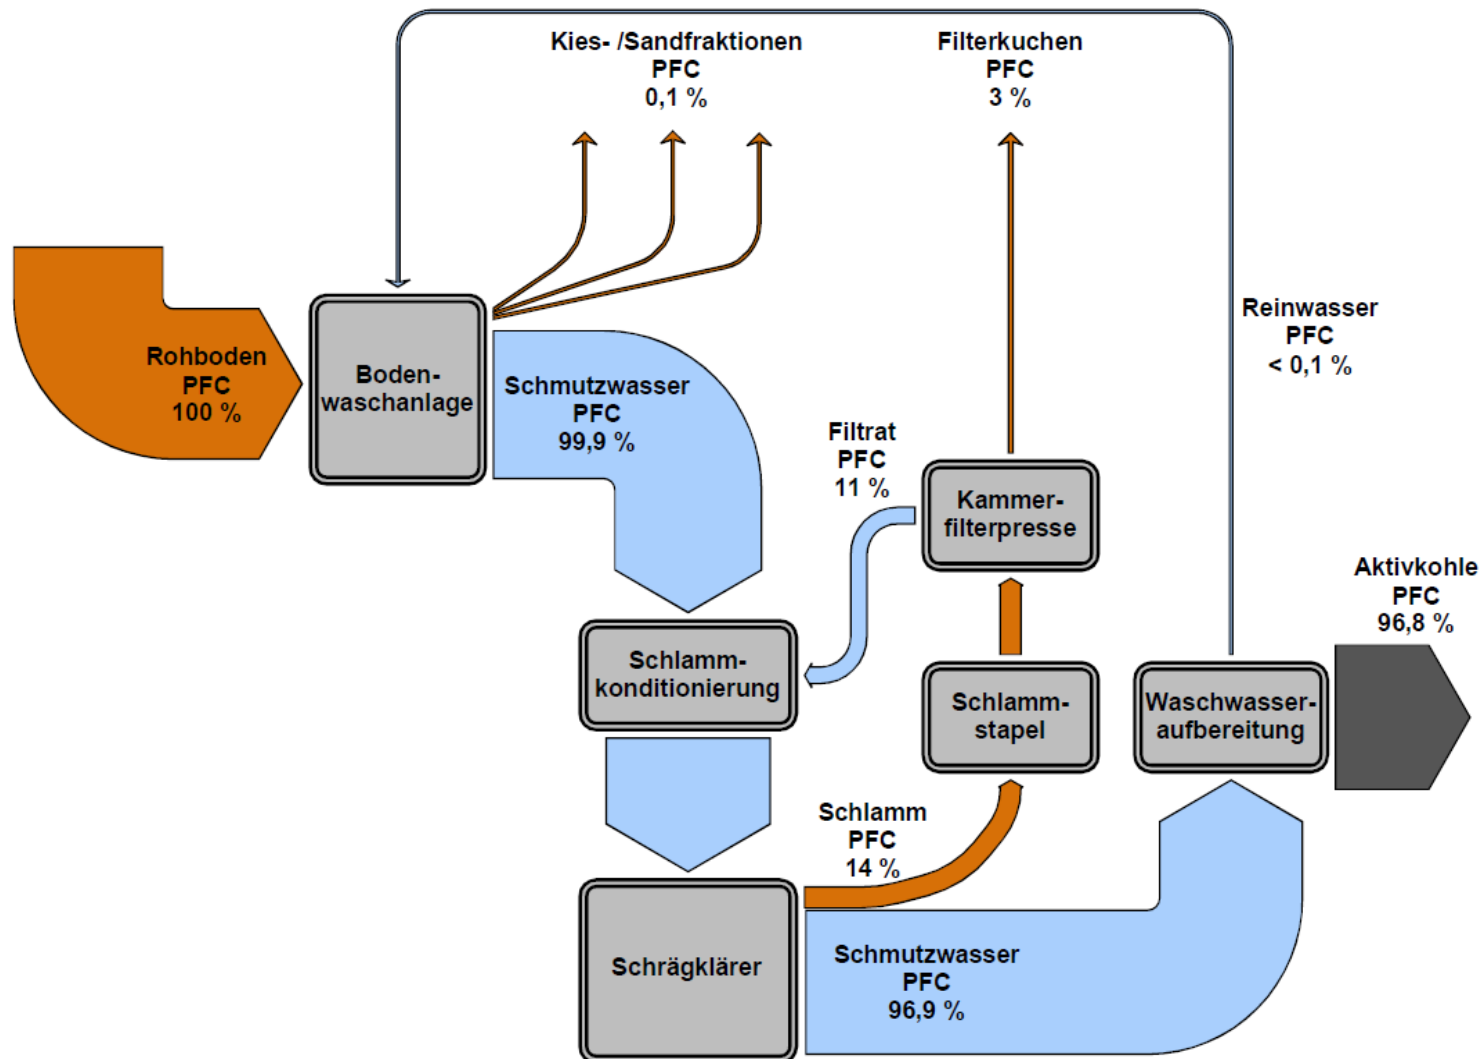 Kies- /Sandfraktionen
PFC
0,1 %
Filterkuchen
PFC
3 %
Reinwasser
PFC
< 0,1 %
Rohboden
PFC
100 %
Boden-
waschanlage
Schmutzwasser
PFC
99,9 %
Filtrat
PFC
11 %
Kammer-
filterpresse
Aktivkohle
PFC
96,8 %
Schlamm-
konditionierung
Schlamm-
stapel
Waschwasser-
aufbereitung
Schlamm
PFC
14 %
Schrägklärer
Schmutzwasser
PFC
96,9 %